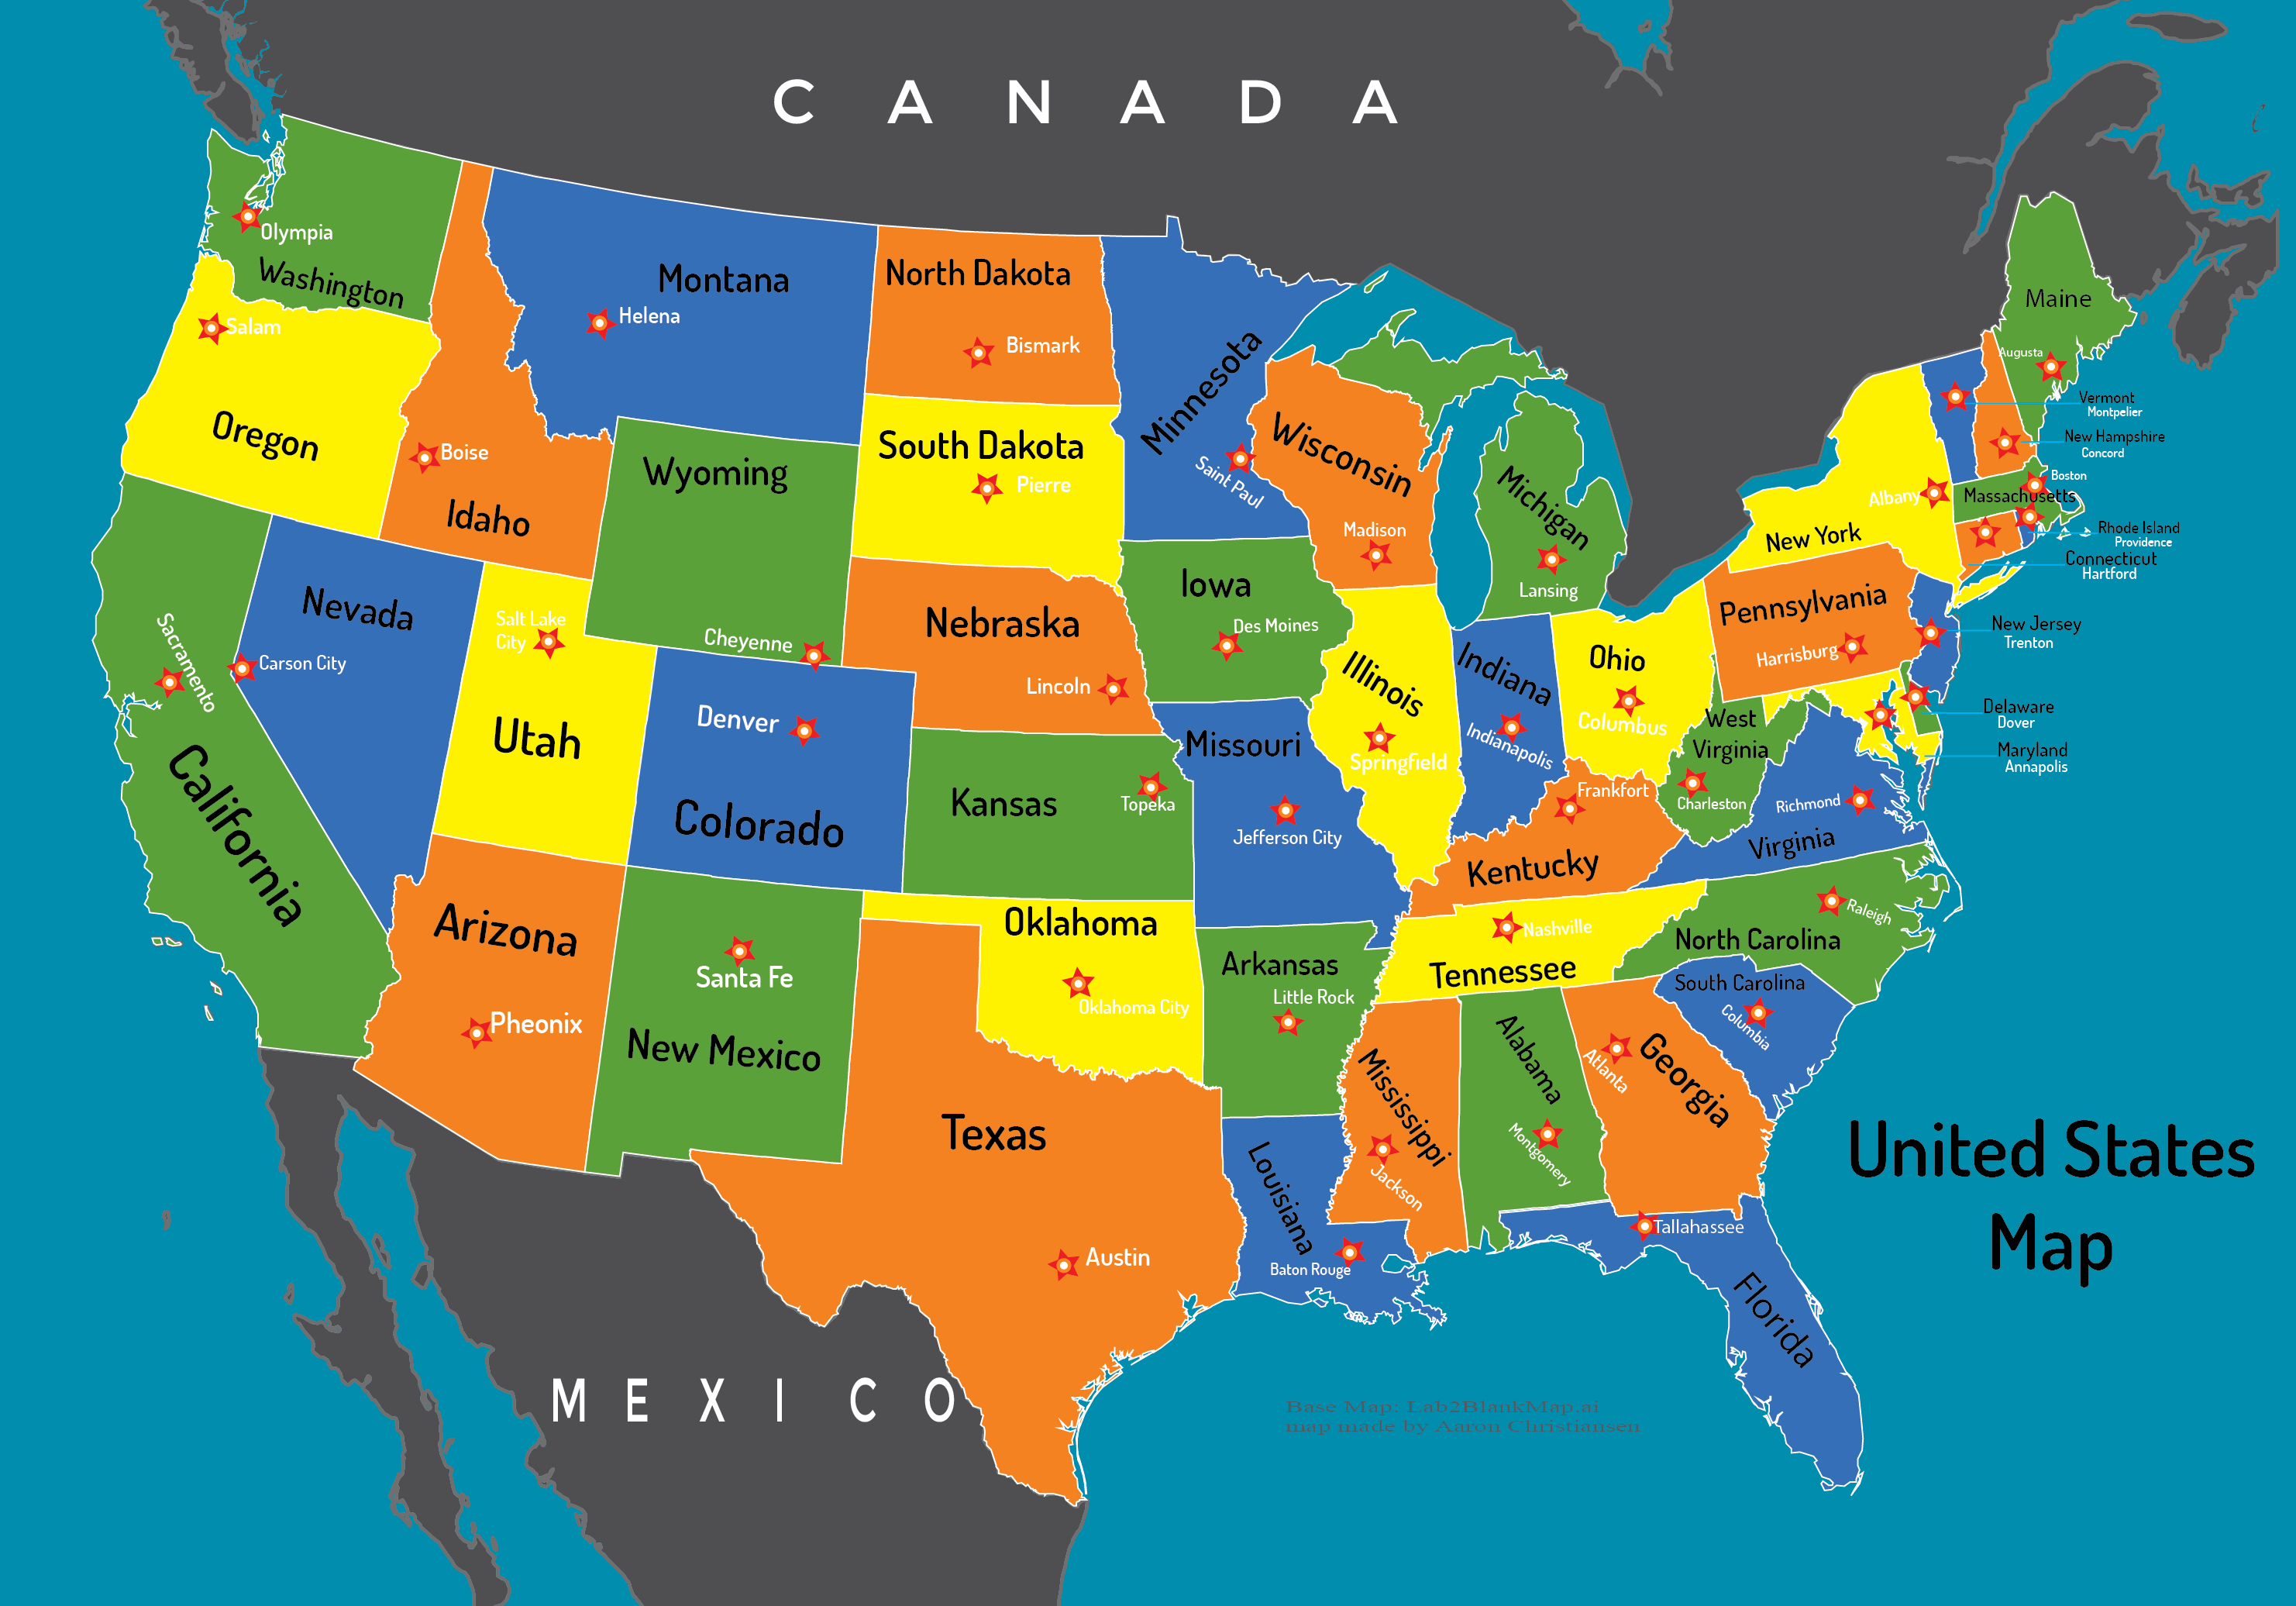 CANADA
Olympia
Washington
Salam
Oregon
Boise
Idaho
Montana
Helena
North Dakota
Bismark
South Dakota
Pierre
Minnesota
Saint Paul
Wisconsin
Madison
Michigan
Lansing
Maine
Augusta
Vermont
Montpelier
New Hampshire
Concord
Boston
Massachusetts
Albany
New York
Rhode Island
Providence
Connecticut
Hartford
Wyoming
Cheyenne
Nevada
Carson City
Sacramento
California
Salt Lake
City
Utah
Denver
Colorado
Nebraska
Lincoln
Iowa
Des Moines
Illinois
Springfield
Indiana
Indianapolis
Ohio
Columbus
Pennsylvania
Harrisburg
New Jersey
Trenton
Delaware
Dover
Maryland
Annapolis
West
Virginia
Charleston
Richmond
Virginia
Kansas
Topeka
Missouri
Jefferson City
Frankfort
Kentucky
Arizona
Pheonix
Santa Fe
New Mexico
Oklahoma
Oklahoma City
Arkansas
Little Rock
Nashville
Tennessee
Raleigh
North Carolina
South Carolina
Columbia
Texas
Austin
Louisiana
Baton Rouge
Mississippi
Jackson
Alabama
Montgomery
Atlanta
Georgia
Tallahassee
Florida
United States
Map
MEXICO
Base Map: Lab2BlankMap.ai
map made by Aaron Christiansen